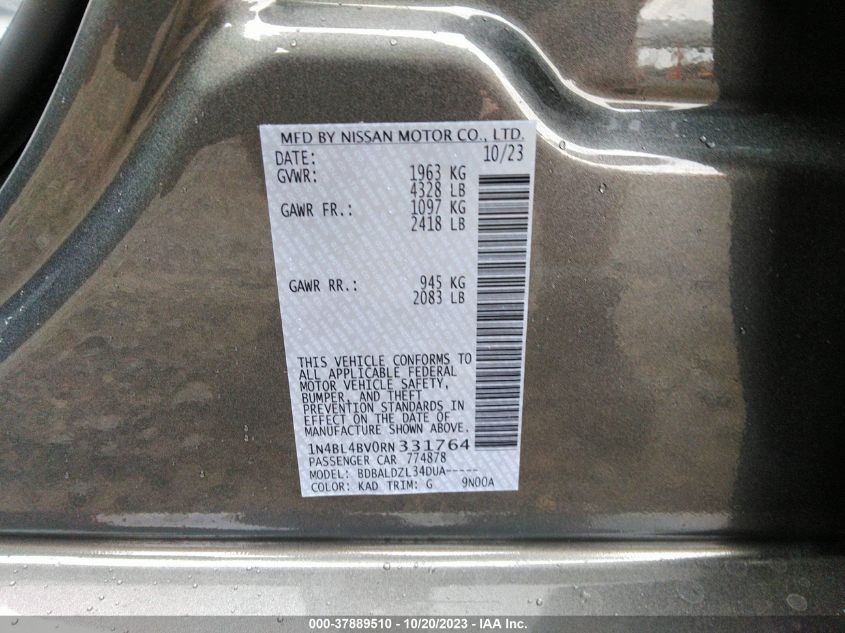 MFD BY NISSAN MOTOR CO., LTD.
DATE: 10/23
GVWR: 1963 KG
4328 LB
GAWR FR.: 1097 KG
2418 LB
GAWR RR.: 945 KG
2083 LB
THIS VEHICLE CONFORMS TO
ALL APPLICABLE FEDERAL
MOTOR VEHICLE SAFETY,
BUMPER, AND THEFT
PREVENTION STANDARDS IN
EFFECT ON THE DATE OF
MANUFACTURE SHOWN ABOVE.
1N4BL4BV0RN331764
PASSENGER CAR 774878
MODEL: BDBALDZL34DUA-----
COLOR: KAD TRIM: G 9N00A
000-37889510 - 10/20/2023 - IAA Inc.